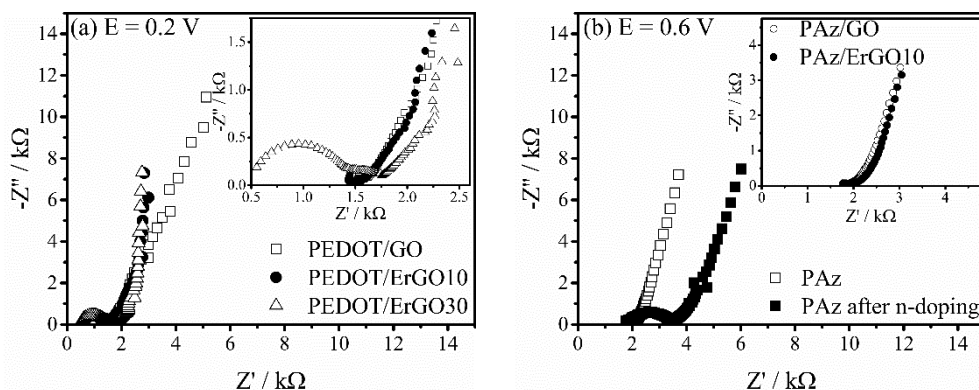 (a) E = 0.2 V
-Z'' / kΩ
14
12
10
8
6
4
2
0
0 2 4 6 8 10 12 14
Z' / kΩ
-Z'' / kΩ
1.5
1.0
0.5
0.0
0.5 1.0 1.5 2.0 2.5
Z' / kΩ
PEDOT/GO
PEDOT/ErGO10
PEDOT/ErGO30
(b) E = 0.6 V
-Z'' / kΩ
14
12
10
8
6
4
2
0
0 2 4 6 8 10 12 14
Z' / kΩ
PAz/GO
PAz/ErGO10
-Z'' / kΩ
4
3
2
1
0
0 1 2 3 4
Z' / kΩ
PAz
PAz after n-doping